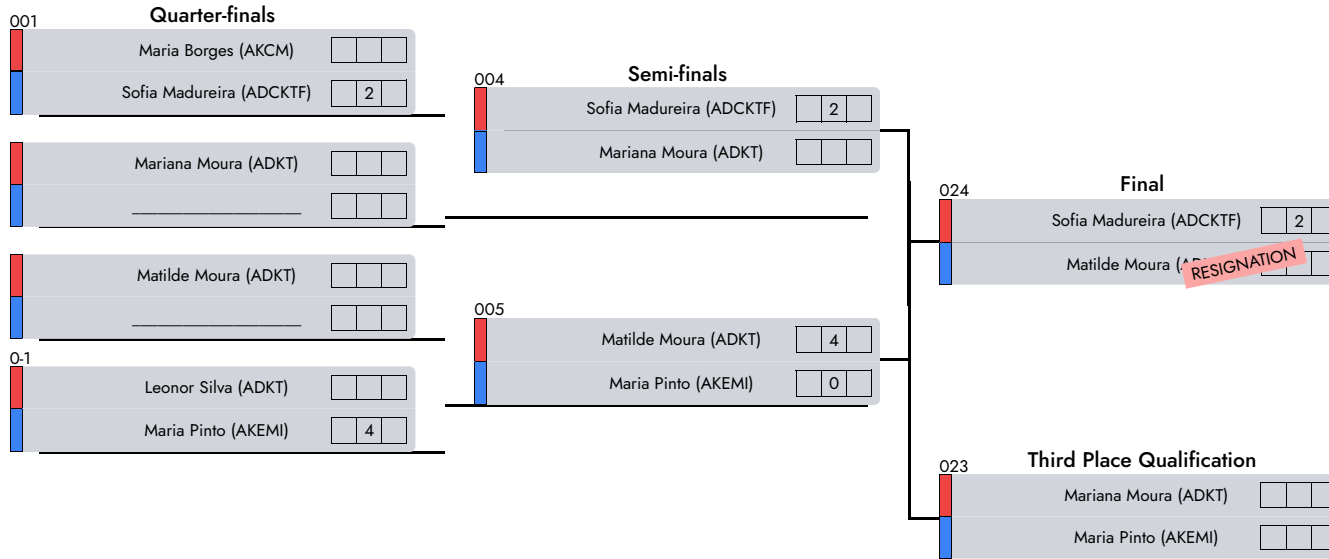 Quarter-finals
001
Maria Borges (AKCM)
Sofia Madureira (ADCKTF) 2
Mariana Moura (ADKT)
____________________
Matilde Moura (ADKT)
____________________
0-1
Leonor Silva (ADKT)
Maria Pinto (AKEMI) 4
Semi-finals
004
Sofia Madureira (ADCKTF) 2
Mariana Moura (ADKT)
005
Matilde Moura (ADKT) 4
Maria Pinto (AKEMI) 0
Final
024
Sofia Madureira (ADCKTF) 2
Matilde Moura
RESIGNATION
Third Place Qualification
023
Mariana Moura (ADKT)
Maria Pinto (AKEMI)